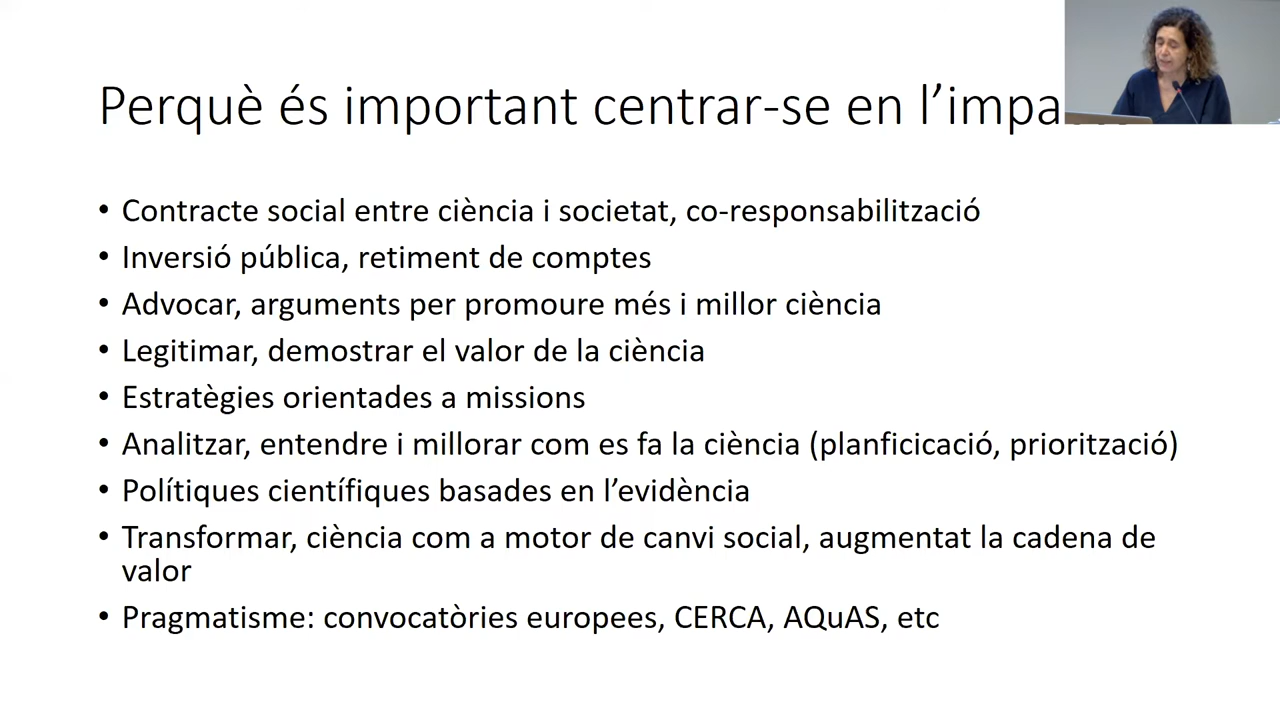 Perquè és important centrar-se en l’impa
• Contracte social entre ciència i societat, co-responsabilització
• Inversió pública, retiment de comptes
• Advocar, arguments per promoure més i millor ciència
• Legitimar, demostrar el valor de la ciència
• Estratègies orientades a missions
• Analitzar, entendre i millorar com es fa la ciència (planficicació, priorització)
• Polítiques científiques basades en l’evidència
• Transformar, ciència com a motor de canvi social, augmentat la cadena de
valor
• Pragmatisme: convocatòries europees, CERCA, AQuAS, etc